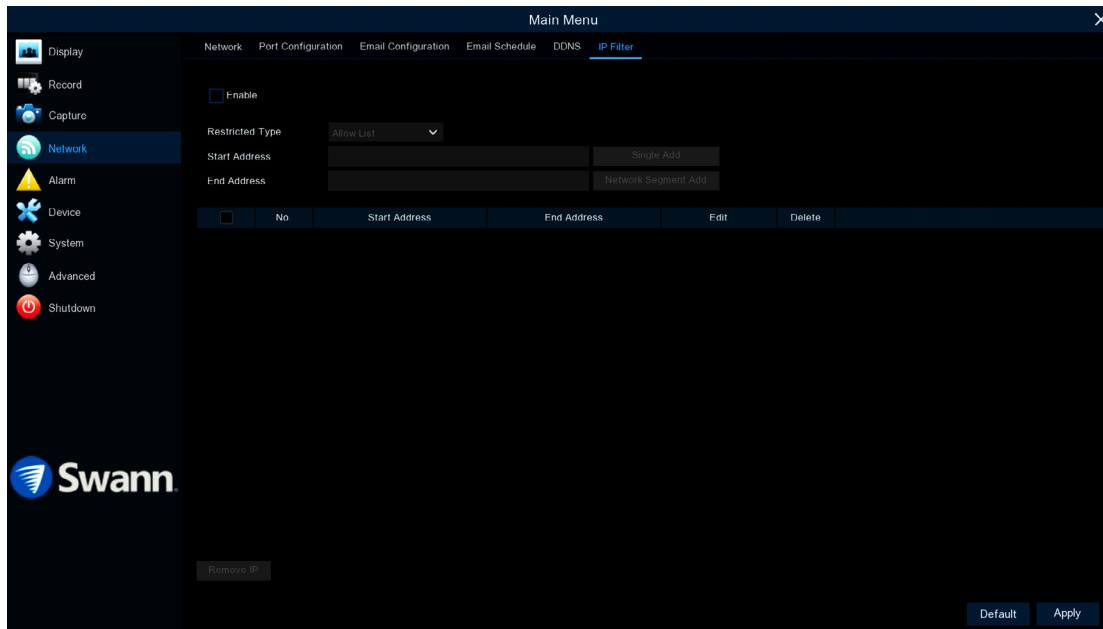 Main Menu
Display
Record
Capture
Network
Alarm
Device
System
Advanced
Shutdown
Swann
Network Port Configuration Email Configuration Email Schedule DDNS IP Filter
Enable
Restricted Type Allow List
Start Address Single Add
End Address Network Segment Add
No Start Address End Address Edit Delete
Remove IP
Default Apply